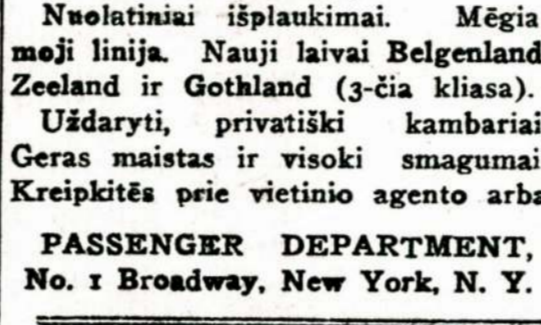 Nuolatiniai išplaukimai. Mėgia
moji linija. Nauji laivai Belgenland
Zeeland ir Gothland (3-čia kliasa).
Uždaryti, privatiški kambariai
Geras maistas ir visoki smagumai
Kreipkitės prie vietinio agento arba
PASSENGER DEPARTMENT,
No. 1 Broadway, New York, N. Y.